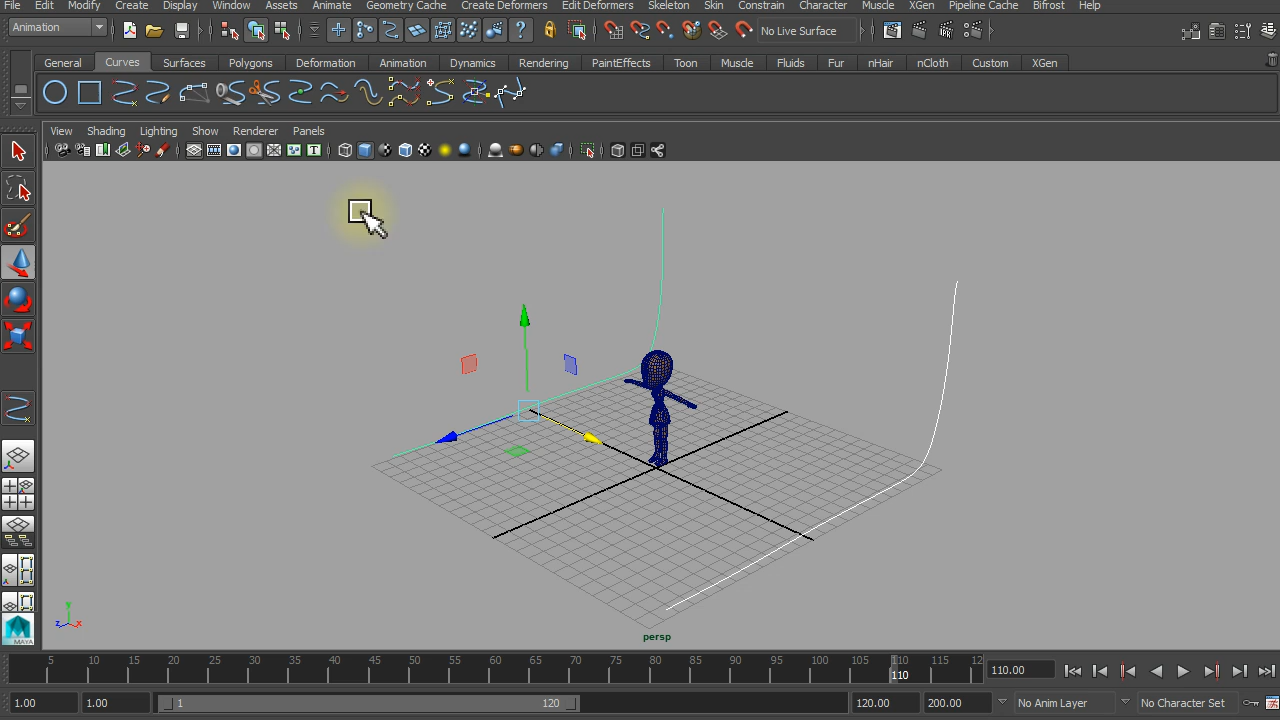 File Edit Modify Create Display Window Assets Animate Geometry Cache Create Deformers Edit Deformers Skeleton Skin Constrain Character Muscle XGen Pipeline Cache Bifrost Help
Animation No Live Surface
General Curves Surfaces Polygons Deformation Animation Dynamics Rendering PaintEffects Toon Muscle Fluids Fur nHair nCloth Custom XGen
View Shading Lighting Show Renderer Panels
y
z x
persp
MAYA
5 10 15 20 25 30 35 40 45 50 55 60 65 70 75 80 85 90 95 100 105 110 115 12
110
110.00
1.00 1.00 1 120 120.00 200.00 No Anim Layer No Character Set